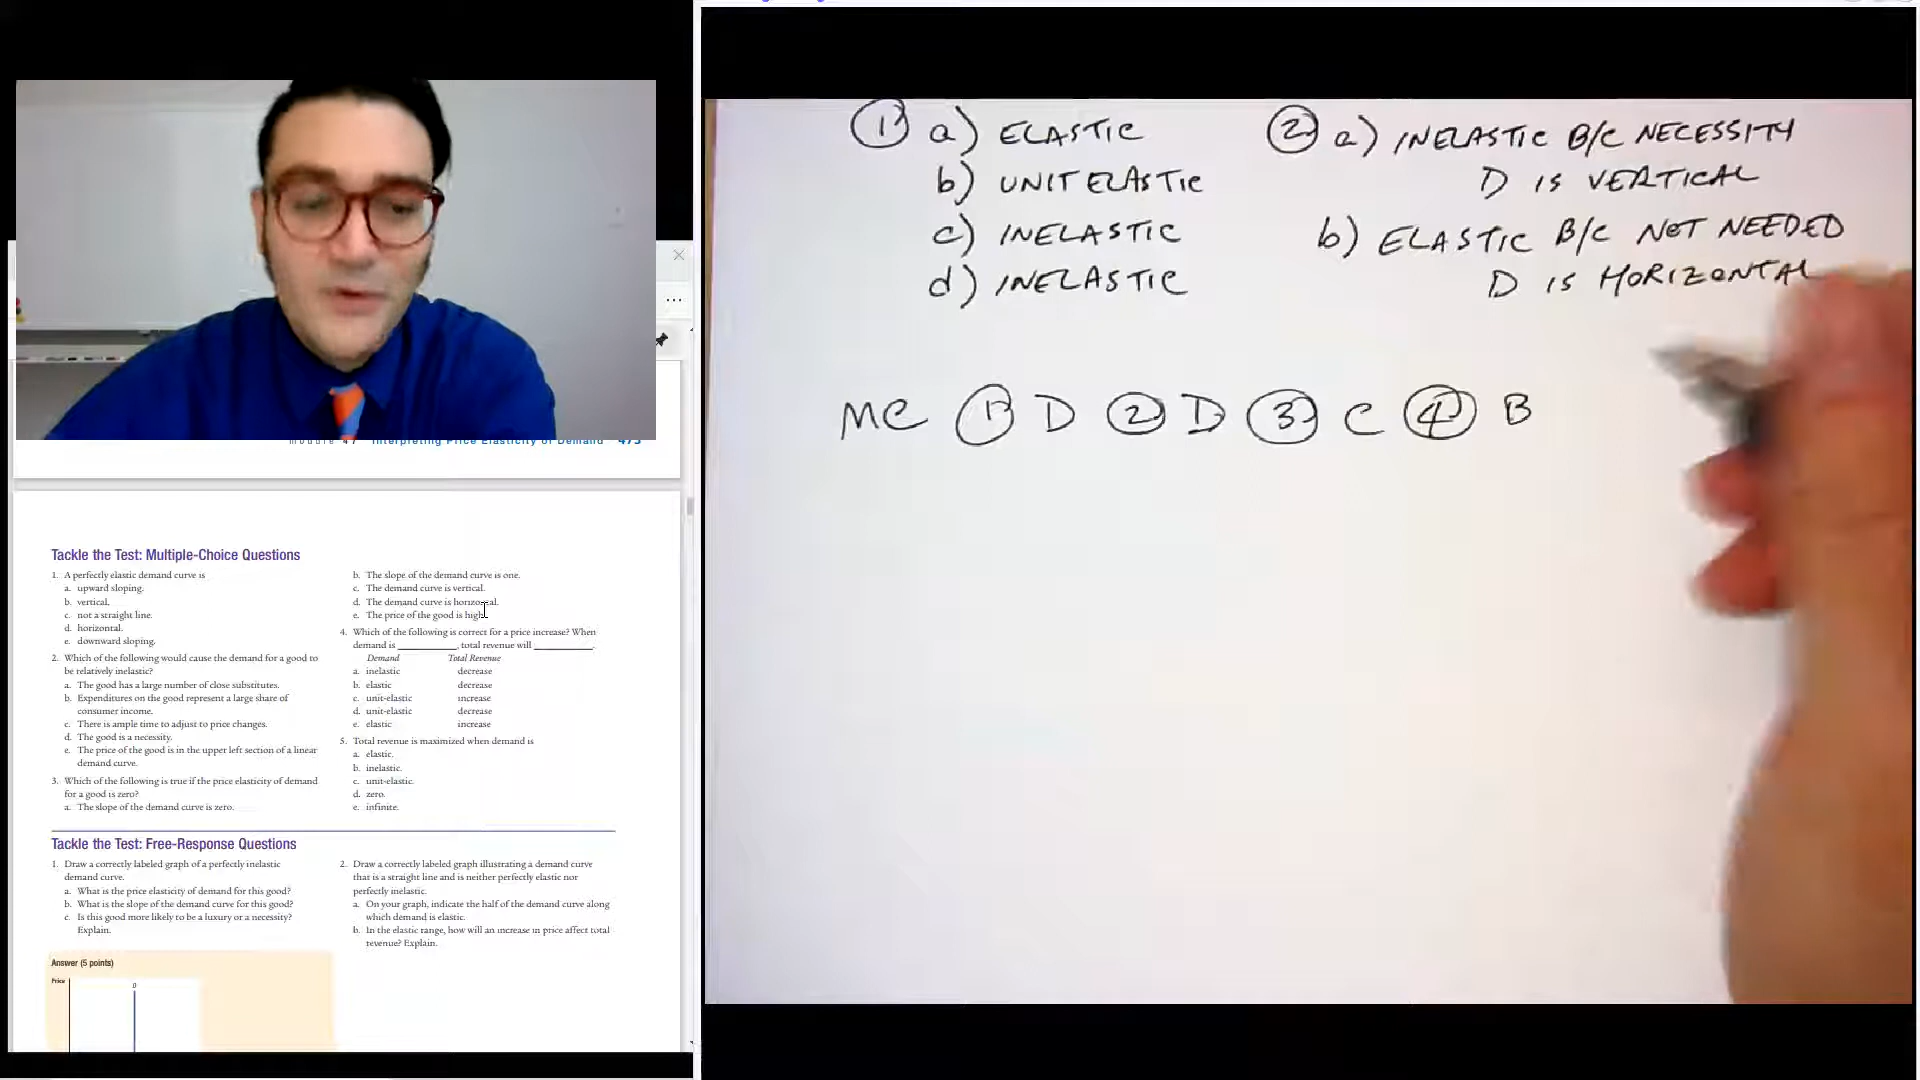 Module 47 Interpreting Price Elasticity of Demand 475
Tackle the Test: Multiple-Choice Questions
1. A perfectly elastic demand curve is
a. upward sloping.
b. vertical.
c. not a straight line.
d. horizontal.
e. downward sloping.
2. Which of the following would cause the demand for a good to
be relatively inelastic?
a. The good has a large number of close substitutes.
b. Expenditures on the good represent a large share of
consumer income.
c. There is ample time to adjust to price changes.
d. The good is a necessity.
e. The price of the good is in the upper left section of a linear
demand curve.
3. Which of the following is true if the price elasticity of demand
for a good is zero?
a. The slope of the demand curve is zero.
b. The slope of the demand curve is one.
c. The demand curve is vertical.
d. The demand curve is horizontal.
e. The price of the good is high.
4. Which of the following is correct for a price increase? When
demand is ____________, total revenue will ___________.
Demand Total Revenue
a. inelastic decrease
b. elastic decrease
c. unit-elastic increase
d. unit-elastic decrease
e. elastic increase
5. Total revenue is maximized when demand is
a. elastic.
b. inelastic.
c. unit-elastic.
d. zero.
e. infinite.
Tackle the Test: Free-Response Questions
1. Draw a correctly labeled graph of a perfectly inelastic
demand curve.
a. What is the price elasticity of demand for this good?
b. What is the slope of the demand curve for this good?
c. Is this good more likely to be a luxury or a necessity?
Explain.
2. Draw a correctly labeled graph illustrating a demand curve
that is a straight line and is neither perfectly elastic nor
perfectly inelastic.
a. On your graph, indicate the half of the demand curve along
which demand is elastic.
b. In the elastic range, how will an increase in price affect total
revenue? Explain.
Answer (5 points)
Price
D
1 a) ELASTIC
b) UNIT ELASTIC
c) INELASTIC
d) INELASTIC
2 a) INELASTIC B/C NECESSITY
D IS VERTICAL
b) ELASTIC B/C NOT NEEDED
D IS HORIZONTAL
MC 1 D 2 D 3 C 4 B